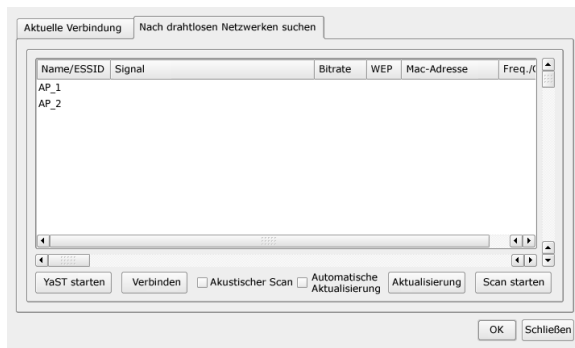 Aktuelle Verbindung Nach drahtlosen Netzwerken suchen
Name/ESSID Signal Bitrate WEP Mac-Adresse Freq./
AP_1
AP_2
YaST starten Verbinden Akustischer Scan Automatische Aktualisierung Aktualisierung Scan starten
OK Schließen